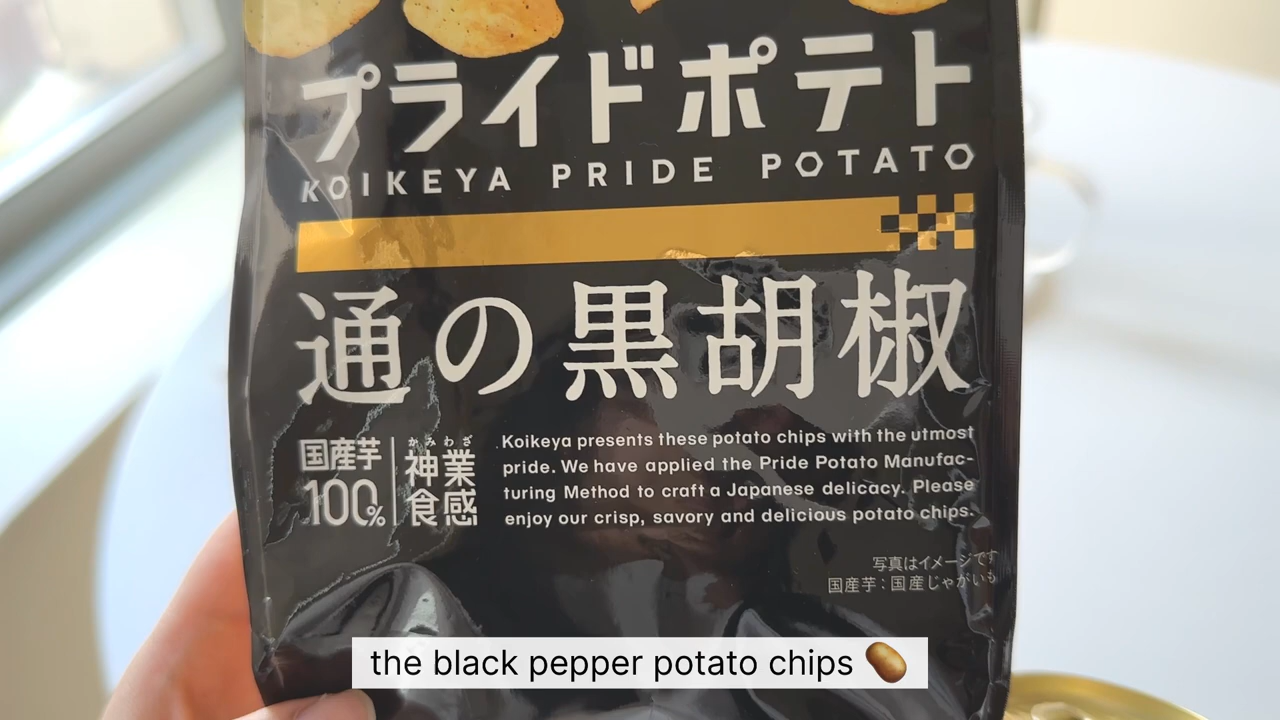 プライドポテト
KOIKEYA PRIDE POTATO
通の黒胡椒
国産芋
100%
かみわざ
神業
食感
Koikeya presents these potato chips with the utmost
pride. We have applied the Pride Potato Manufac-
turing Method to craft a Japanese delicacy. Please
enjoy our crisp, savory and delicious potato chips.
写真はイメージです
国産芋：国産じゃがいも
the black pepper potato chips 🥔